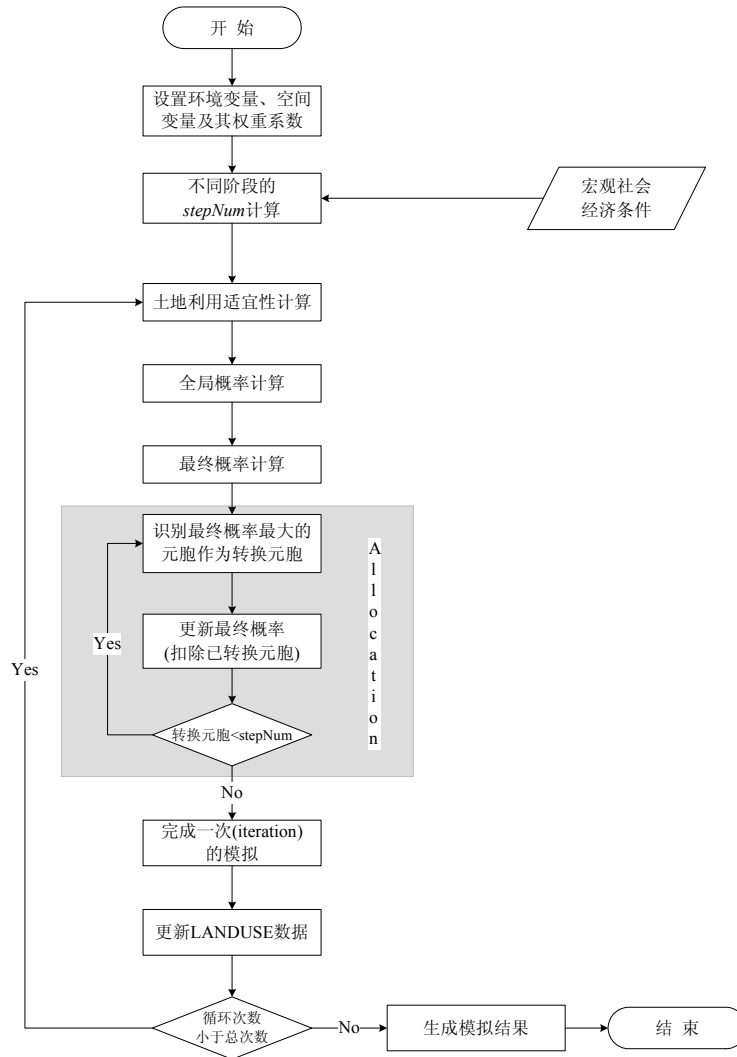 开 始
设置环境变量、空间
变量及其权重系数
不同阶段的
stepNum计算
宏观社会
经济条件
土地利用适宜性计算
全局概率计算
最终概率计算
识别最终概率最大的
元胞作为转换元胞
Allocation
更新最终概率
(扣除已转换元胞)
Yes
Yes
转换元胞<stepNum
No
完成一次(iteration)
的模拟
更新LANDUSE数据
循环次数
小于总次数
No
生成模拟结果
结 束